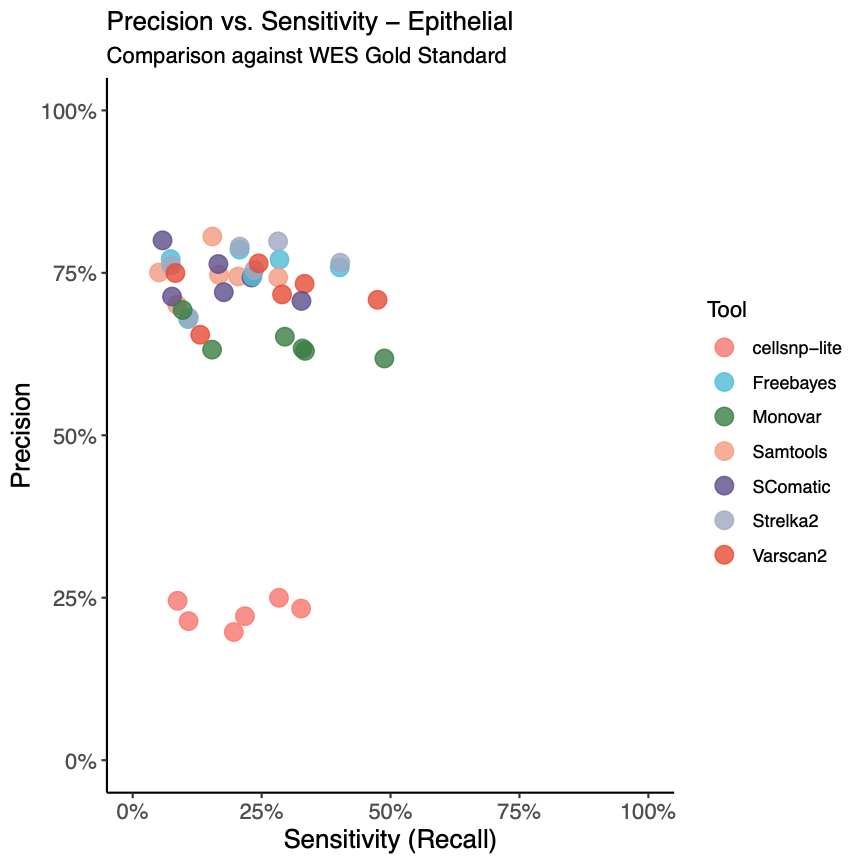 Precision vs. Sensitivity – Epithelial
Comparison against WES Gold Standard
100%
75%
50%
25%
0%
Precision
0%
25%
50%
75%
100%
Sensitivity (Recall)
Tool
cellsnp–lite
Freebayes
Monovar
Samtools
SComatic
Strelka2
Varscan2